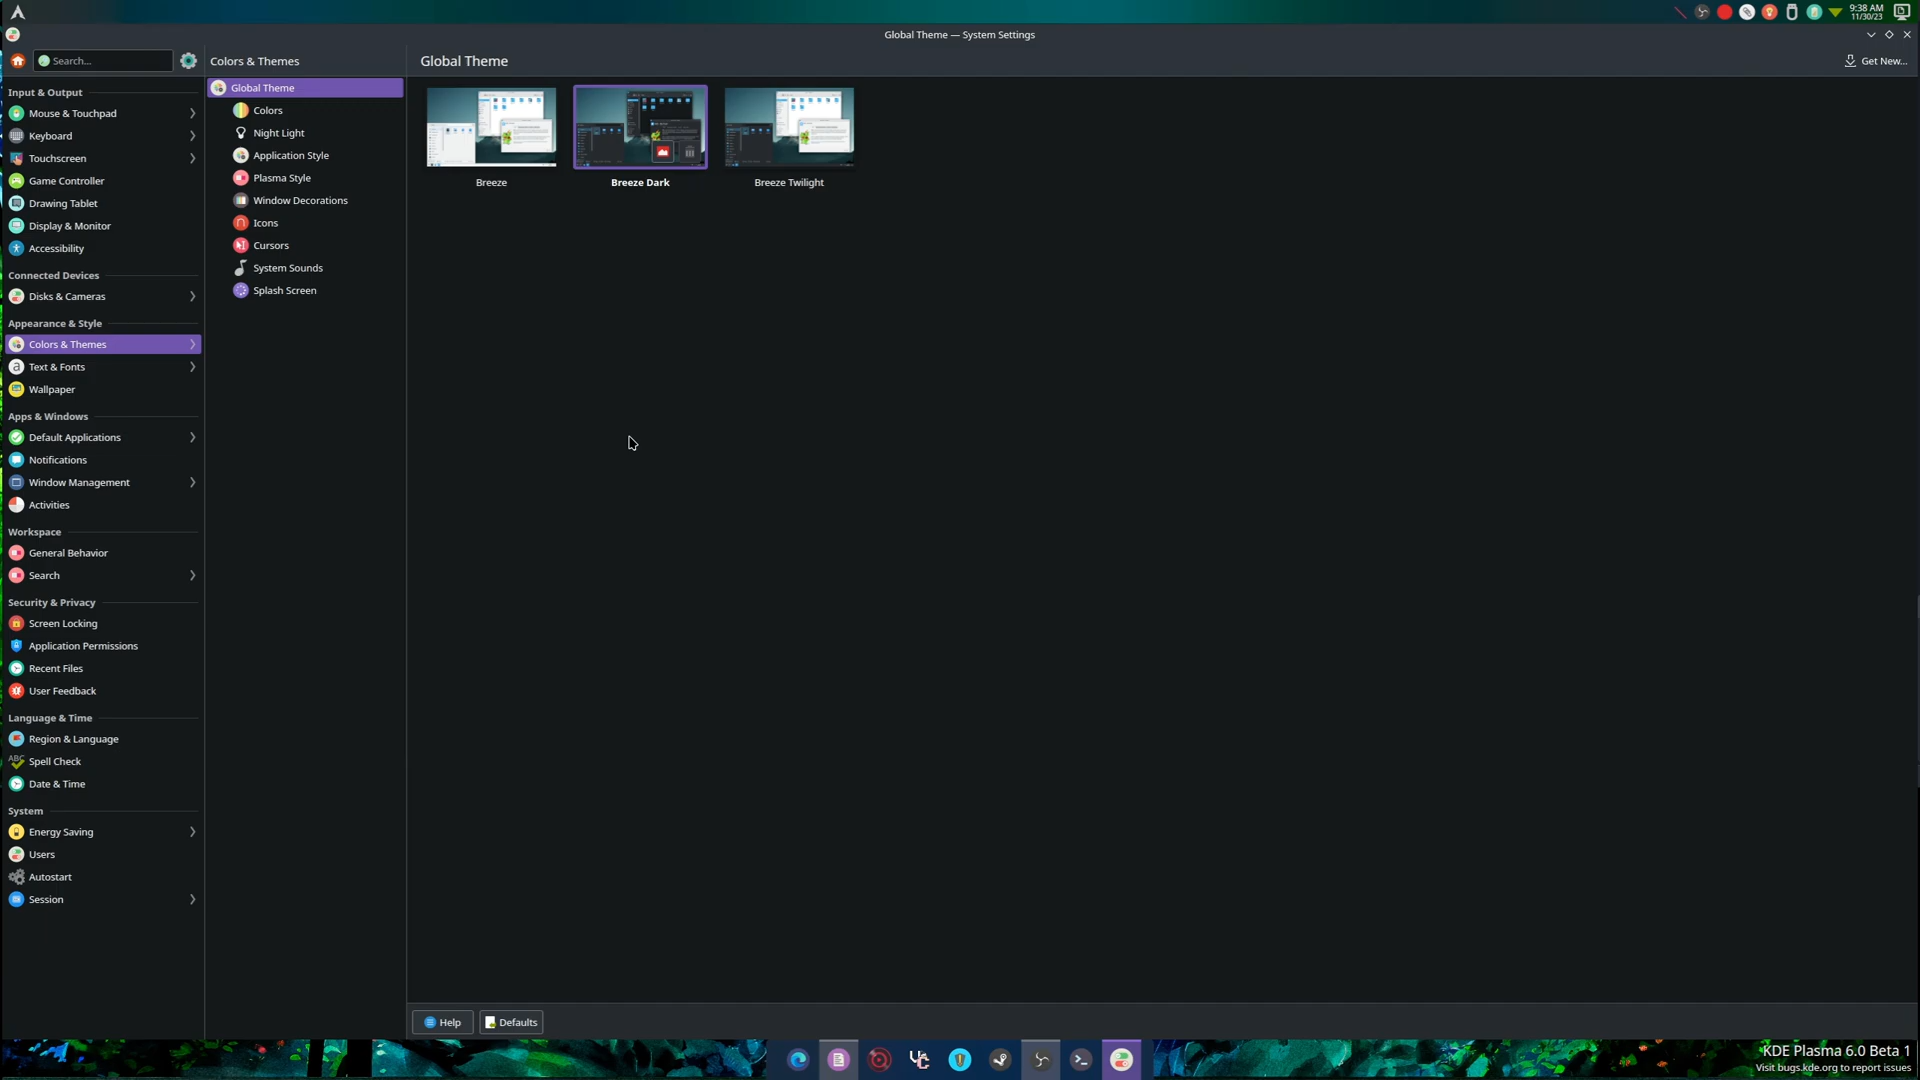 9:38 AM
11/30/23
Global Theme — System Settings
Search...
Colors & Themes
Global Theme
Get New...
Input & Output
Mouse & Touchpad
Keyboard
Touchscreen
Game Controller
Drawing Tablet
Display & Monitor
Accessibility
Connected Devices
Disks & Cameras
Appearance & Style
Colors & Themes
Text & Fonts
Wallpaper
Apps & Windows
Default Applications
Notifications
Window Management
Activities
Workspace
General Behavior
Search
Security & Privacy
Screen Locking
Application Permissions
Recent Files
User Feedback
Language & Time
Region & Language
Spell Check
Date & Time
System
Energy Saving
Users
Autostart
Session
Global Theme
Colors
Night Light
Application Style
Plasma Style
Window Decorations
Icons
Cursors
System Sounds
Splash Screen
Breeze
Breeze Dark
Breeze Twilight
Help
Defaults
KDE Plasma 6.0 Beta 1
Visit bugs.kde.org to report issues